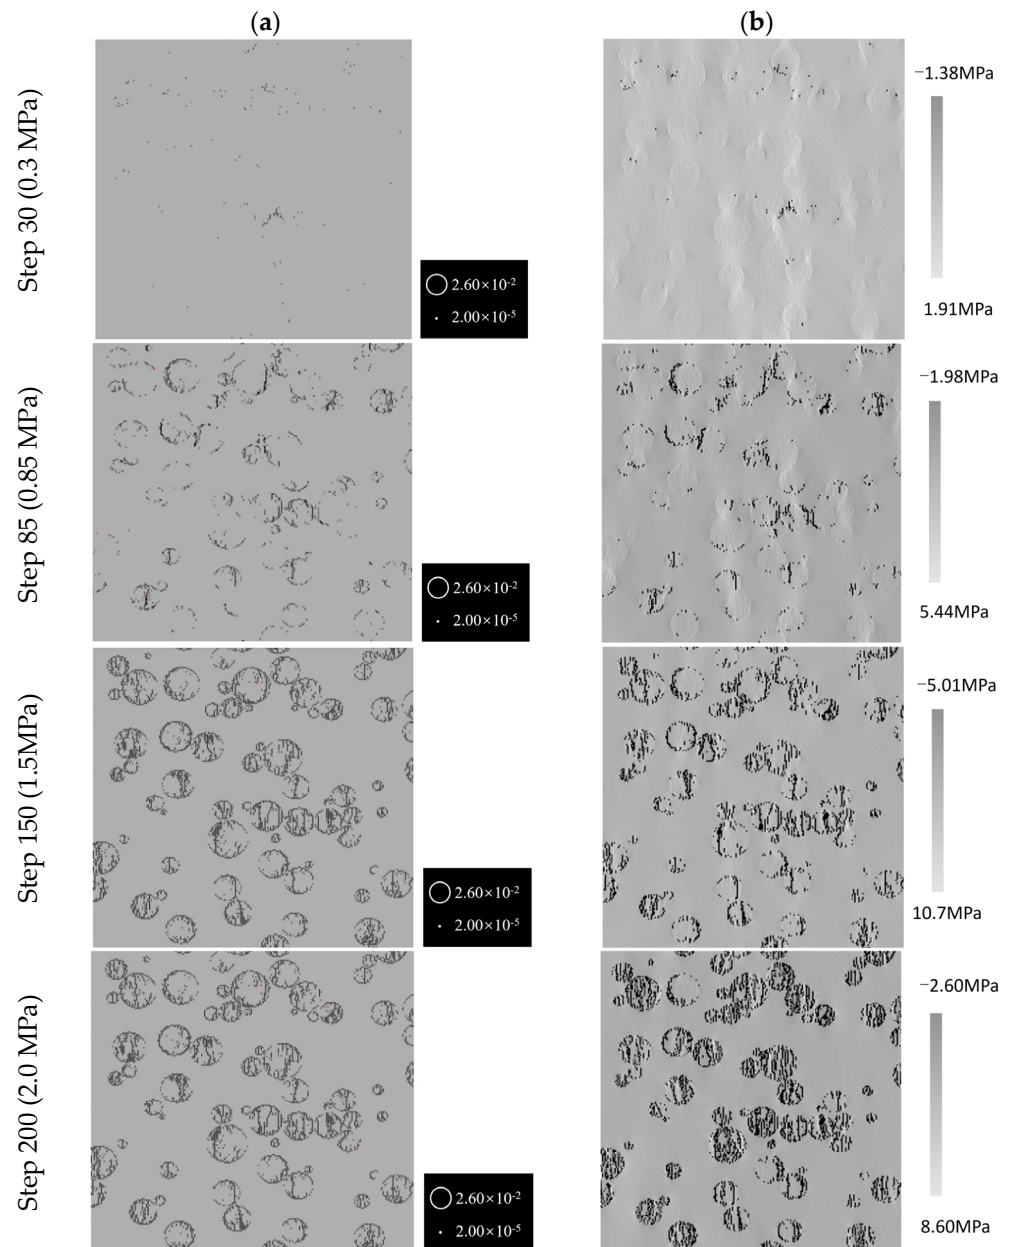 (a)
(b)
Step 30 (0.3 MPa)
2.60×10⁻²
2.00×10⁻⁵
−1.38MPa
1.91MPa
Step 85 (0.85 MPa)
2.60×10⁻²
2.00×10⁻⁵
−1.98MPa
5.44MPa
Step 150 (1.5MPa)
2.60×10⁻²
2.00×10⁻⁵
−5.01MPa
10.7MPa
Step 200 (2.0 MPa)
2.60×10⁻²
2.00×10⁻⁵
−2.60MPa
8.60MPa